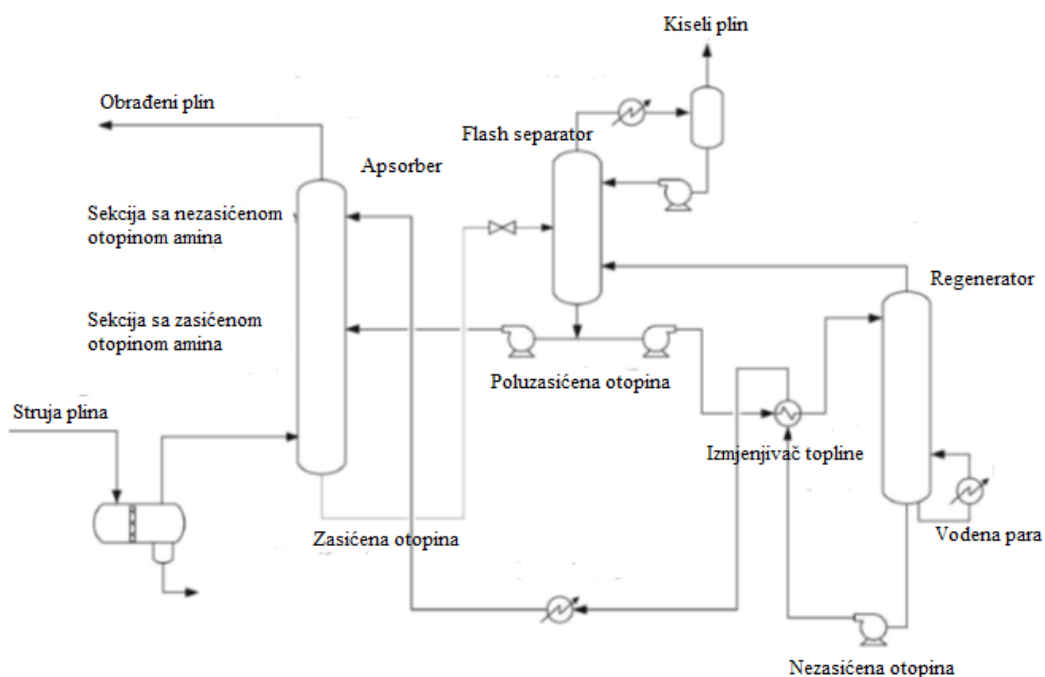 Kiseli plin
Obrađeni plin
Flash separator
Apsorber
Sekcija sa nezasićenom
otopinom amina
Regenerator
Sekcija sa zasićenom
otopinom amina
Poluzasićena otopina
Struja plina
Izmjenjivač topline
Zasićena otopina
Vodena para
Nezasićena otopina